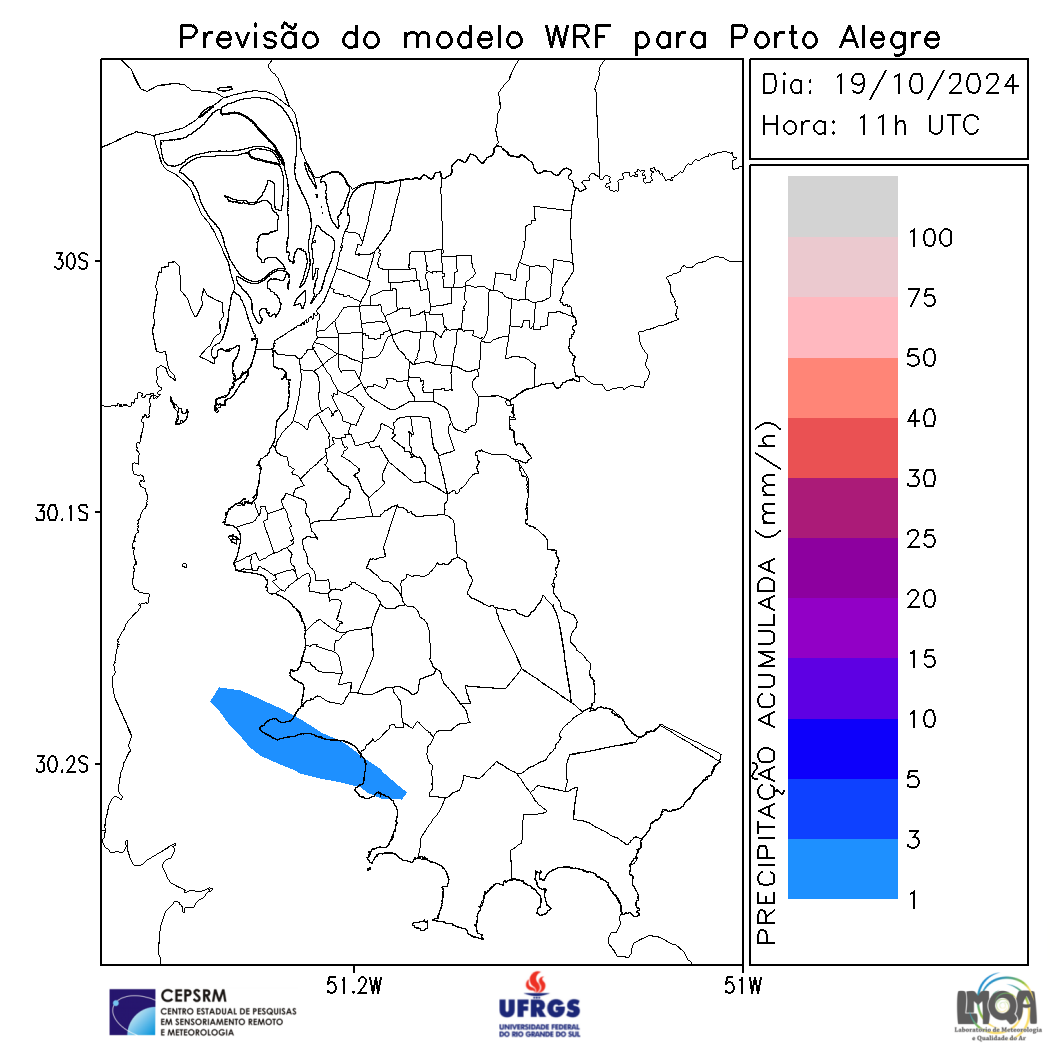 Previsão do modelo WRF para Porto Alegre
Dia: 19/10/2024
Hora: 11h UTC
100
75
50
40
30
25
20
15
10
5
3
1
PRECIPITAÇÃO ACUMULADA (mm/h)
30S
30.1S
30.2S
51.2W
51W
CEPSRM
CENTRO ESTADUAL DE PESQUISAS
EM SENSORIAMENTO REMOTO
E METEOROLOGIA
UFRGS
UNIVERSIDADE FEDERAL
DO RIO GRANDE DO SUL
LMQA
Laboratório de Meteorologia
e Qualidade do Ar